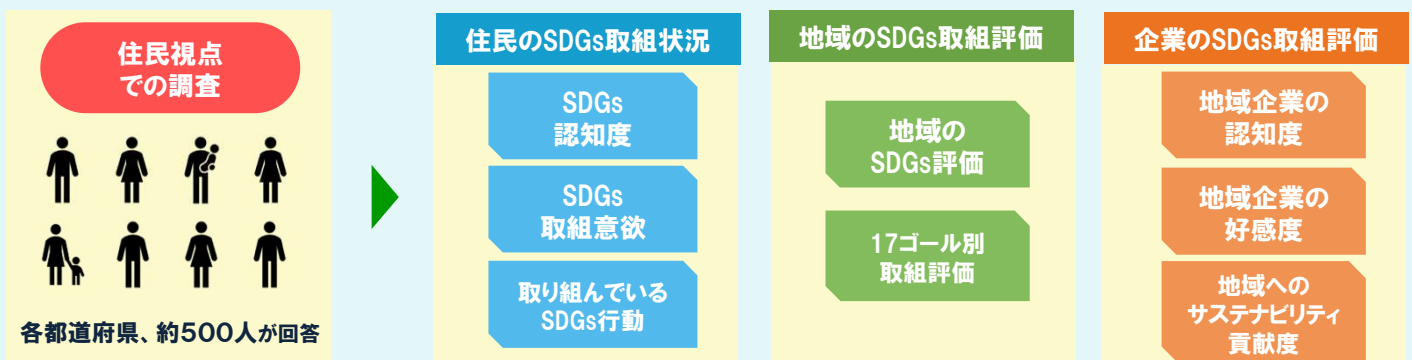 住民視点
での調査
各都道府県、約500人が回答
住民のSDGs取組状況
SDGs
認知度
SDGs
取組意欲
取り組んでいる
SDGs行動
地域のSDGs取組評価
地域の
SDGs評価
17ゴール別
取組評価
企業のSDGs取組評価
地域企業の
認知度
地域企業の
好感度
地域への
サステナビリティ
貢献度